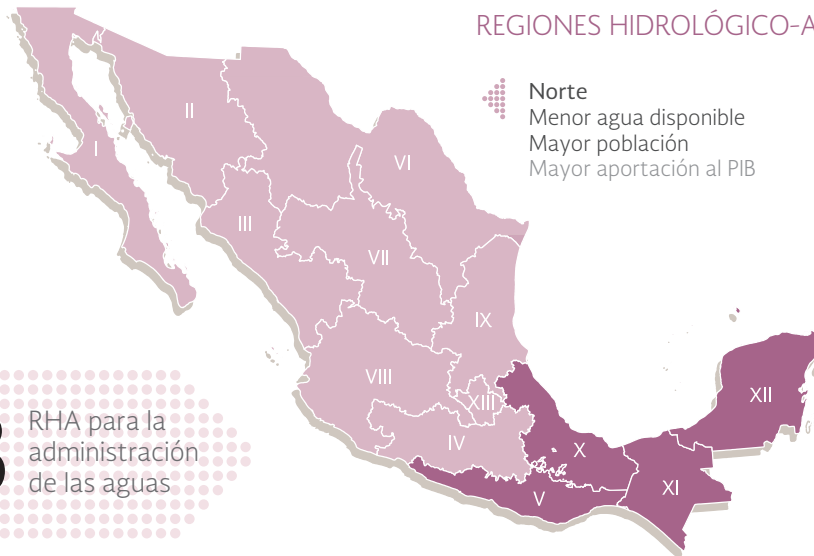 REGIONES HIDROLÓGICO-A
Norte
Menor agua disponible
Mayor población
Mayor aportación al PIB
I
II
III
VI
VII
IX
VIII
XIII
IV
X
V
XI
XII
RHA para la
administración
de las aguas